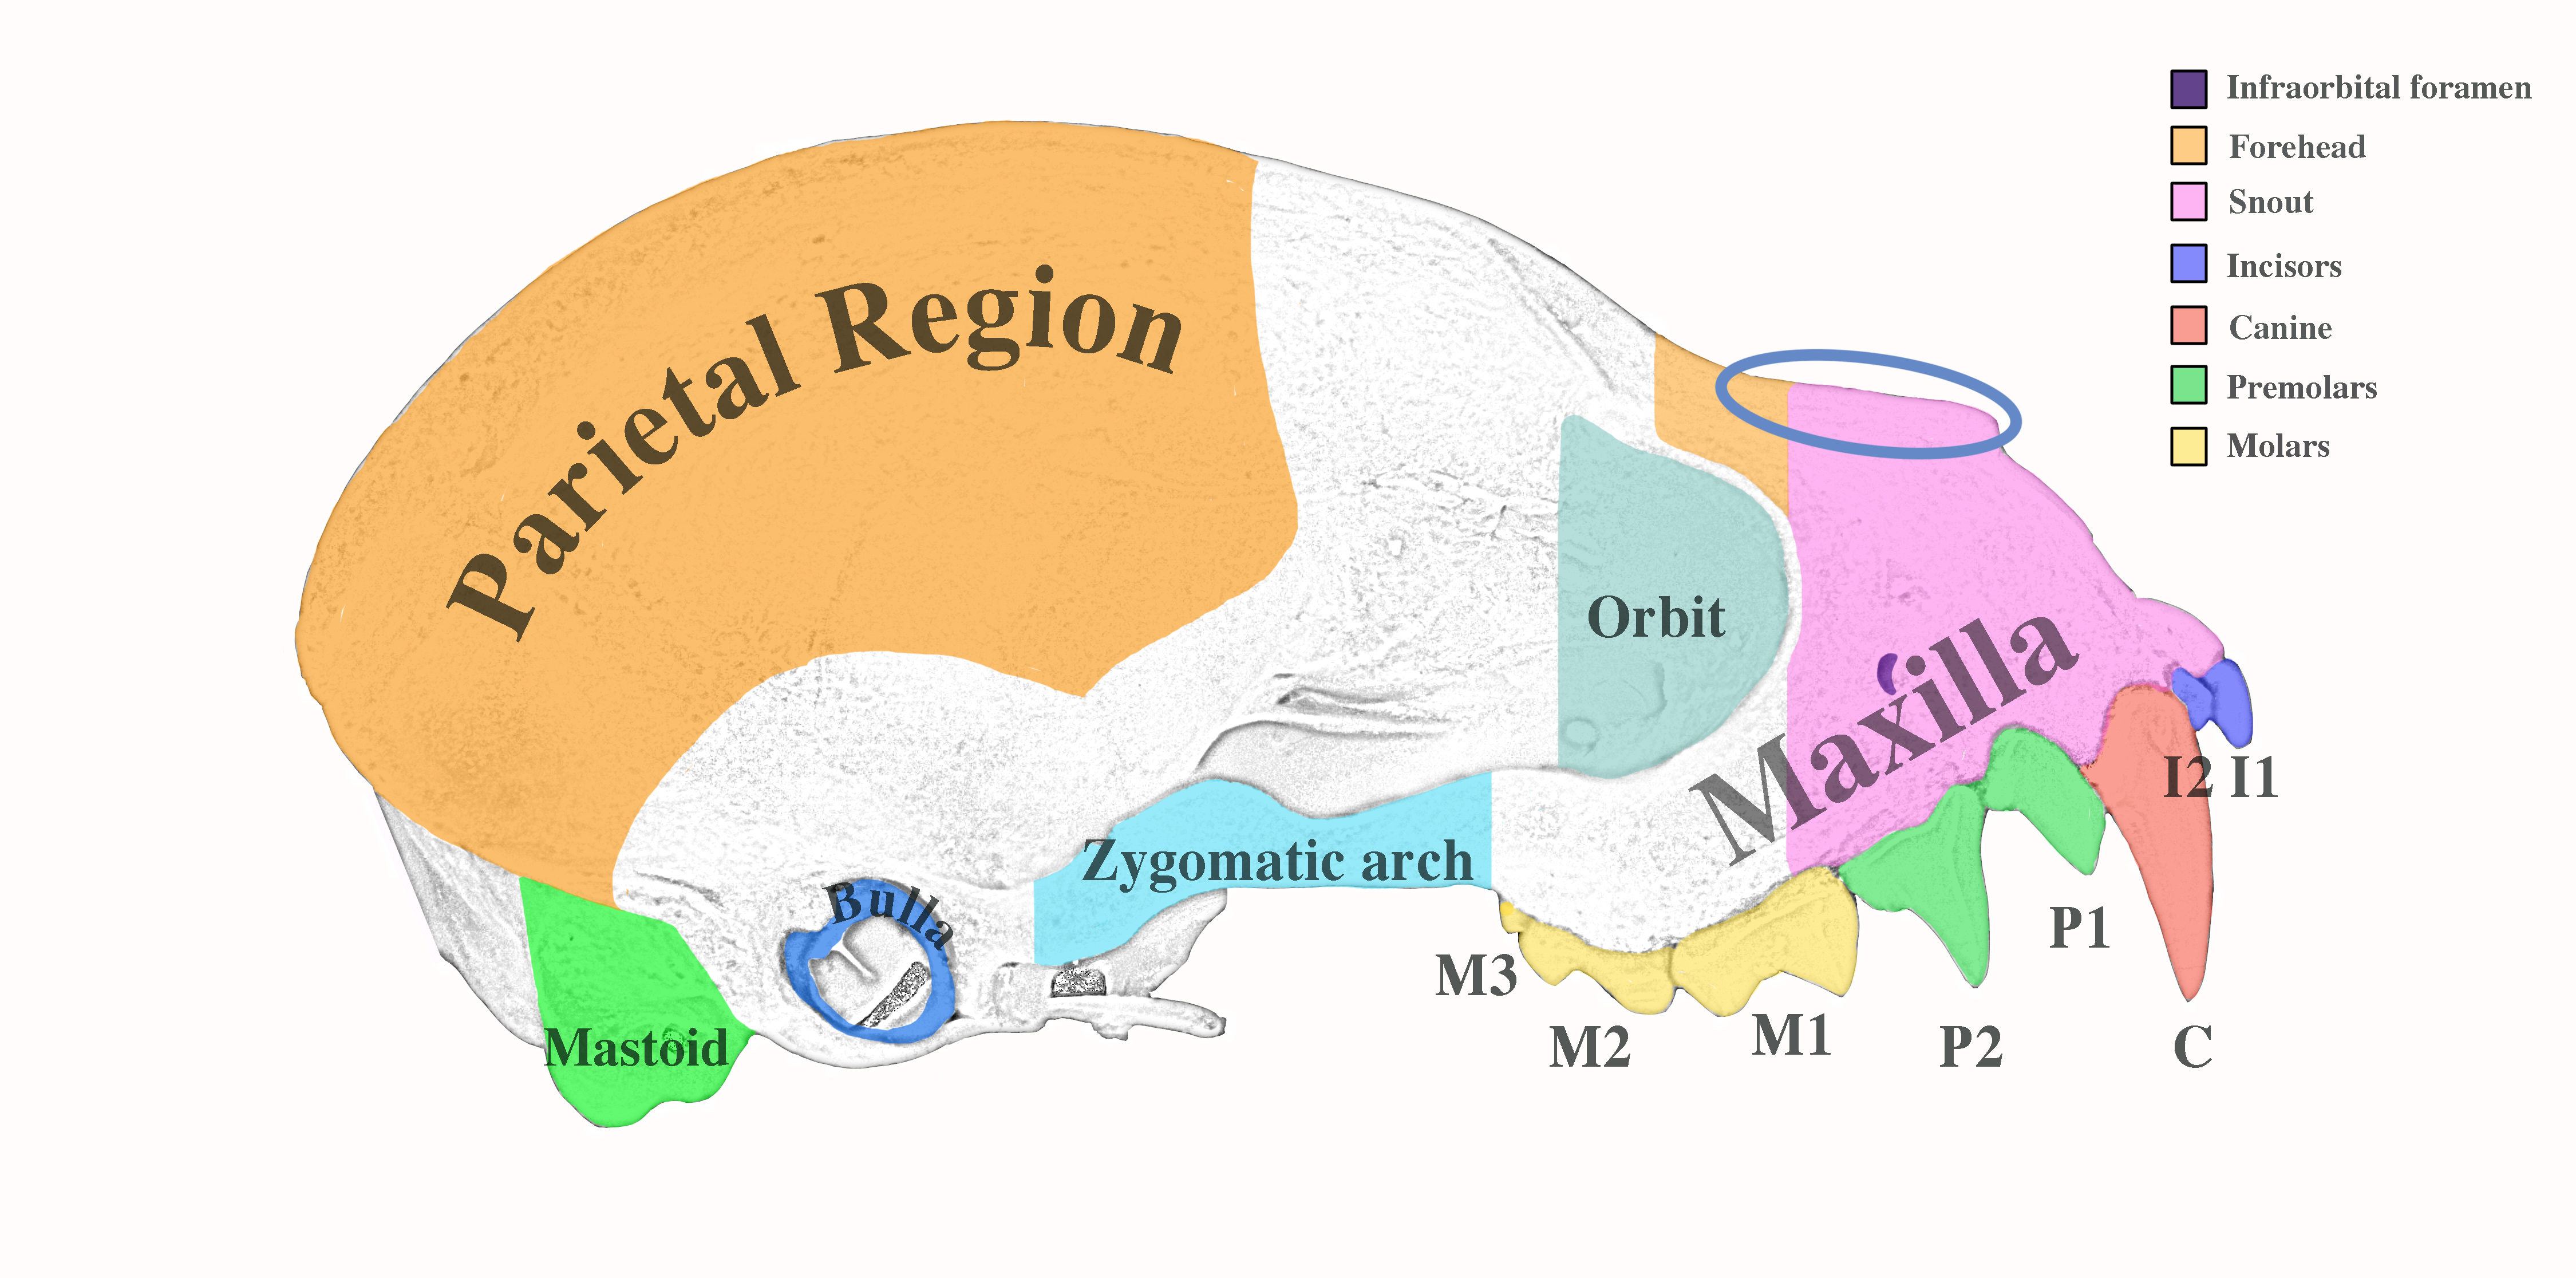 Infraorbital foramen
Forehead
Snout
Incisors
Canine
Premolars
Molars
Parietal Region
Orbit
Maxilla
I2 I1
Zygomatic arch
Bulla
P1
M3
Mastoid
M2
M1
P2
C